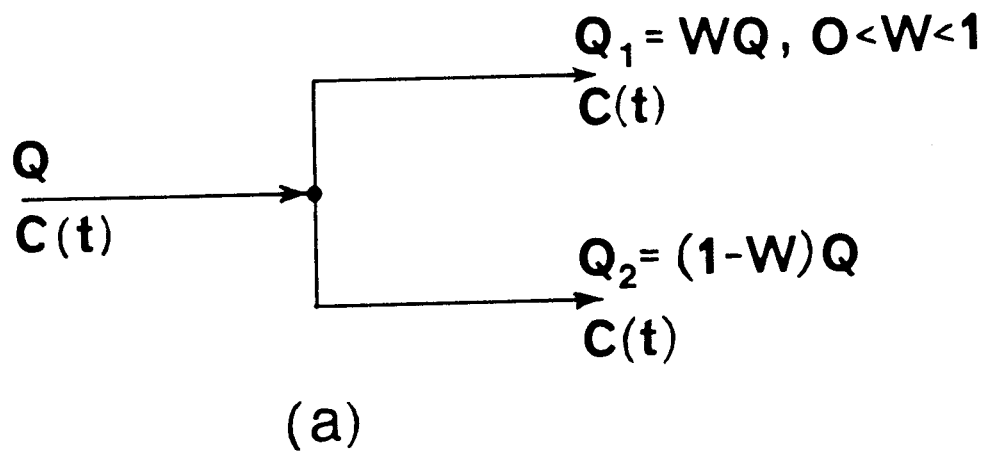 Q₁ = WQ, O<W<1
C(t)
Q
C(t)
Q₂ = (1-W)Q
C(t)
(a)